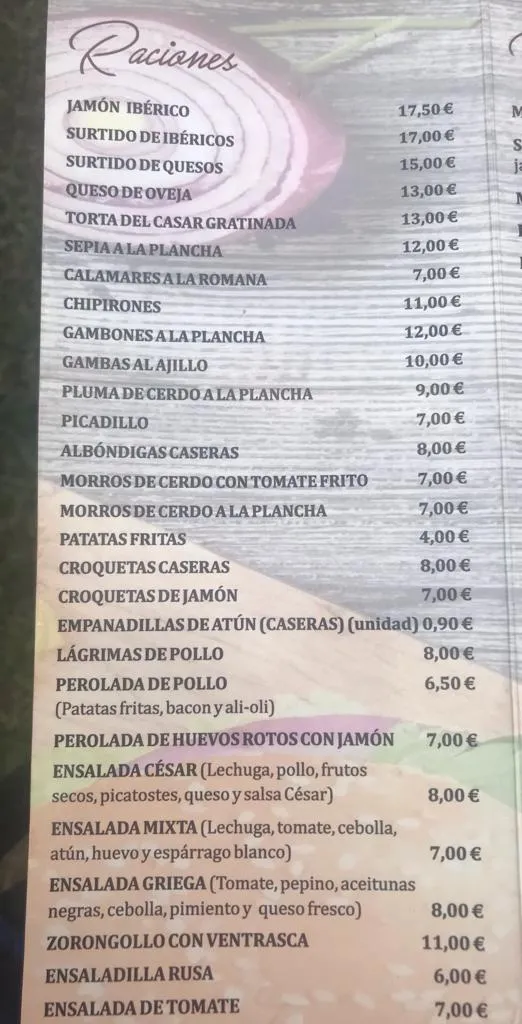 Raciones
JAMÓN IBÉRICO 17,50 €
SURTIDO DE IBÉRICOS 17,00 €
SURTIDO DE QUESOS 15,00 €
QUESO DE OVEJA 13,00 €
TORTA DEL CASAR GRATINADA 13,00 €
SEPIA A LA PLANCHA 12,00 €
CALAMARES A LA ROMANA 7,00 €
CHIPIRONES 11,00 €
GAMBONES A LA PLANCHA 12,00 €
GAMBAS AL AJILLO 10,00 €
PLUMA DE CERDO A LA PLANCHA 9,00 €
PICADILLO 7,00 €
ALBÓNDIGAS CASERAS 8,00 €
MORROS DE CERDO CON TOMATE FRITO 7,00 €
MORROS DE CERDO A LA PLANCHA 7,00 €
PATATAS FRITAS 4,00 €
CROQUETAS CASERAS 8,00 €
CROQUETAS DE JAMÓN 7,00 €
EMPANADILLAS DE ATÚN (CASERAS) (unidad) 0,90 €
LÁGRIMAS DE POLLO 8,00 €
PEROLADA DE POLLO 6,50 €
(Patatas fritas, bacon y ali-oli)
PEROLADA DE HUEVOS ROTOS CON JAMÓN 7,00 €
ENSALADA CÉSAR (Lechuga, pollo, frutos
secos, picatostes, queso y salsa César) 8,00 €
ENSALADA MIXTA (Lechuga, tomate, cebolla,
atún, huevo y espárrago blanco) 7,00 €
ENSALADA GRIEGA (Tomate, pepino, aceitunas
negras, cebolla, pimiento y queso fresco) 8,00 €
ZORONGOLLO CON VENTRASCA 11,00 €
ENSALADILLA RUSA 6,00 €
ENSALADA DE TOMATE 7,00 €